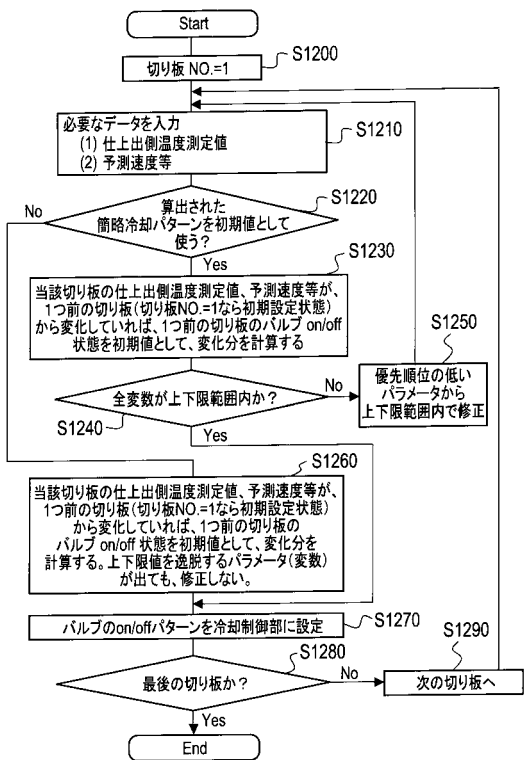 Start
S1200
切り板 NO.=1
必要なデータを入力
(1) 仕上出側温度測定値
(2) 予測速度等
S1210
S1220
算出された
簡略冷却パターンを初期値として
使う?
No
Yes
S1230
当該切り板の仕上出側温度測定値、予測速度等が、
1つ前の切り板(切り板NO.=1なら初期設定状態)
から変化していれば、1つ前の切り板のバルブ on/off
状態を初期値として、変化分を計算する
S1250
優先順位の低い
パラメータから
上下限範囲内で修正
全変数が上下限範囲内か?
No
S1240
Yes
S1260
当該切り板の仕上出側温度測定値、予測速度等が、
1つ前の切り板(切り板NO.=1なら初期設定状態)
から変化していれば、1つ前の切り板の
バルブ on/off 状態を初期値として、変化分を
計算する。上下限値を逸脱するパラメータ(変数)
が出ても、修正しない。
バルブのon/offパターンを冷却制御部に設定
S1270
S1280
最後の切り板か?
No
S1290
次の切り板へ
Yes
End